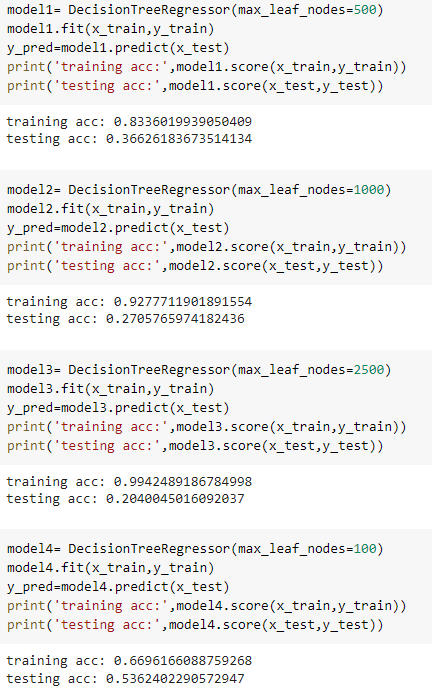 model1= DecisionTreeRegressor(max_leaf_nodes=500)
model1.fit(x_train,y_train)
y_pred=model1.predict(x_test)
print('training acc:',model1.score(x_train,y_train))
print('testing acc:',model1.score(x_test,y_test))
training acc: 0.8336019939050409
testing acc: 0.36626183673514134
model2= DecisionTreeRegressor(max_leaf_nodes=1000)
model2.fit(x_train,y_train)
y_pred=model2.predict(x_test)
print('training acc:',model2.score(x_train,y_train))
print('testing acc:',model2.score(x_test,y_test))
training acc: 0.9277711901891554
testing acc: 0.2705765974182436
model3= DecisionTreeRegressor(max_leaf_nodes=2500)
model3.fit(x_train,y_train)
y_pred=model3.predict(x_test)
print('training acc:',model3.score(x_train,y_train))
print('testing acc:',model3.score(x_test,y_test))
training acc: 0.9942489186784998
testing acc: 0.2040045016092037
model4= DecisionTreeRegressor(max_leaf_nodes=100)
model4.fit(x_train,y_train)
y_pred=model4.predict(x_test)
print('training acc:',model4.score(x_train,y_train))
print('testing acc:',model4.score(x_test,y_test))
training acc: 0.6696166088759268
testing acc: 0.5362402290572947